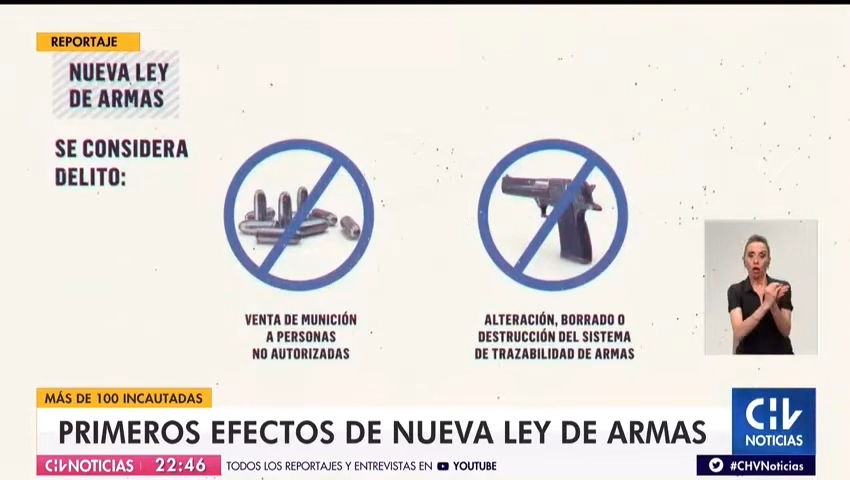 REPORTAJE
NUEVA LEY
DE ARMAS
SE CONSIDERA
DELITO:
VENTA DE MUNICIÓN
A PERSONAS
NO AUTORIZADAS
ALTERACIÓN, BORRADO O
DESTRUCCIÓN DEL SISTEMA
DE TRAZABILIDAD DE ARMAS
MÁS DE 100 INCAUTADAS
PRIMEROS EFECTOS DE NUEVA LEY DE ARMAS
CHV
NOTICIAS
CHV NOTICIAS 22:46 TODOS LOS REPORTAJES Y ENTREVISTAS EN YOUTUBE
#CHVNoticias